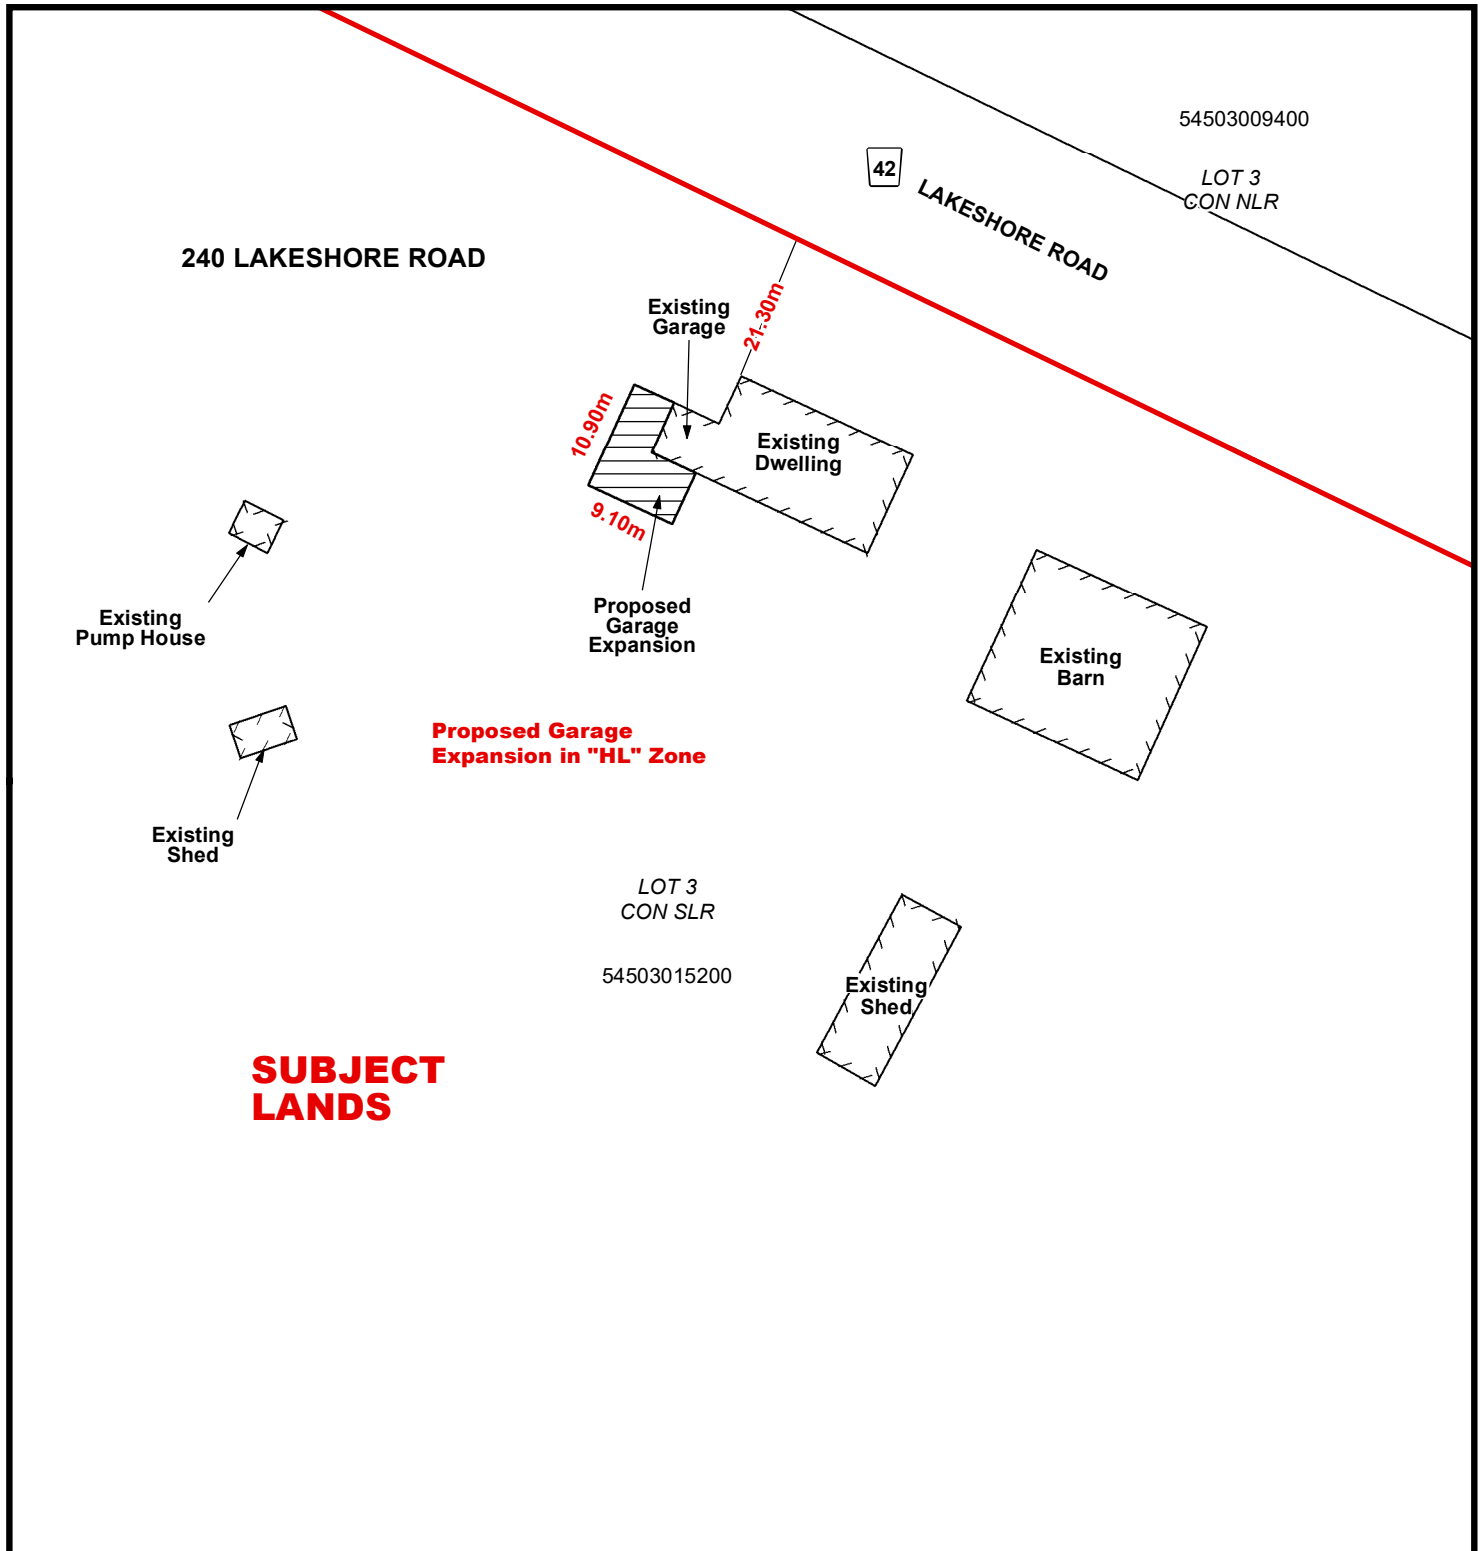 54503009400
42
LOT 3
CON NLR
LAKESHORE ROAD
240 LAKESHORE ROAD
Existing
Garage
21.30m
10.90m
Existing
Dwelling
9.10m
Existing
Pump House
Proposed
Garage
Expansion
Existing
Barn
Proposed Garage
Expansion in "HL" Zone
Existing
Shed
LOT 3
CON SLR
54503015200
Existing
Shed
SUBJECT
LANDS